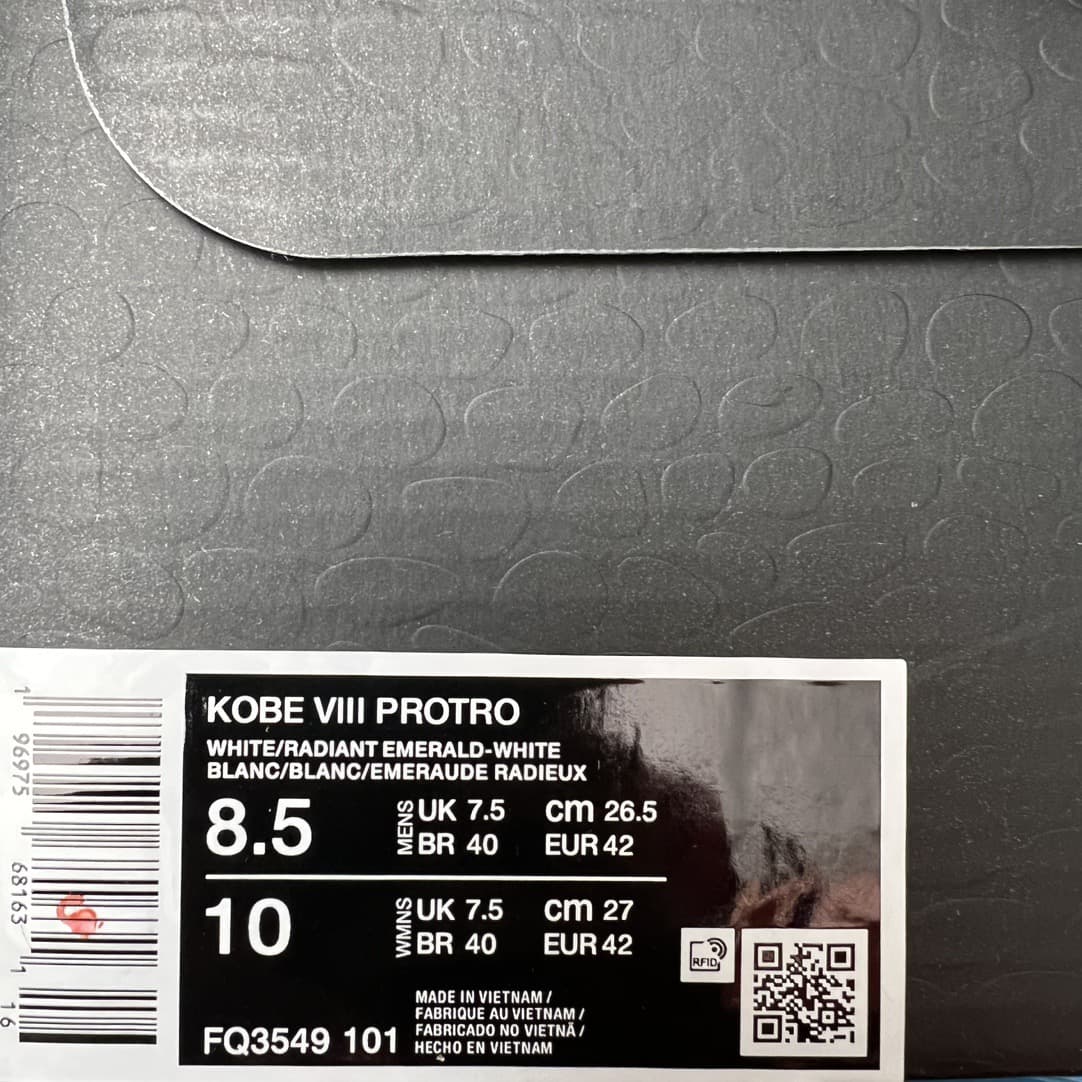 KOBE VIII PROTRO
WHITE/RADIANT EMERALD-WHITE
BLANC/BLANC/EMERAUDE RADIEUX
8.5 MENS UK 7.5 cm 26.5
BR 40 EUR 42
10 WMNS UK 7.5 cm 27
BR 40 EUR 42
RFID
MADE IN VIETNAM /
FABRIQUE AU VIETNAM /
FABRICADO NO VIETNÃ /
HECHO EN VIETNAM
FQ3549 101
1 96975 68163 1 16